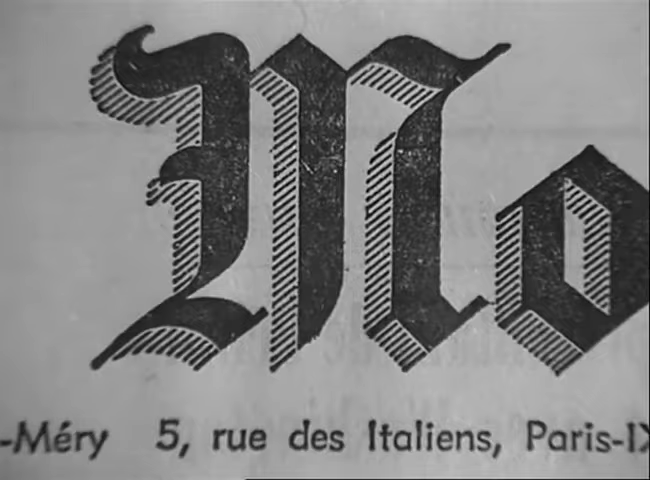 Mo
-Méry 5, rue des Italiens, Paris-IX